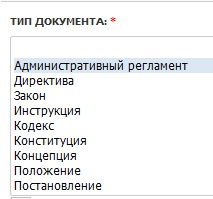 ТИП ДОКУМЕНТА: *
Административный регламент
Директива
Закон
Инструкция
Кодекс
Конституция
Концепция
Положение
Постановление